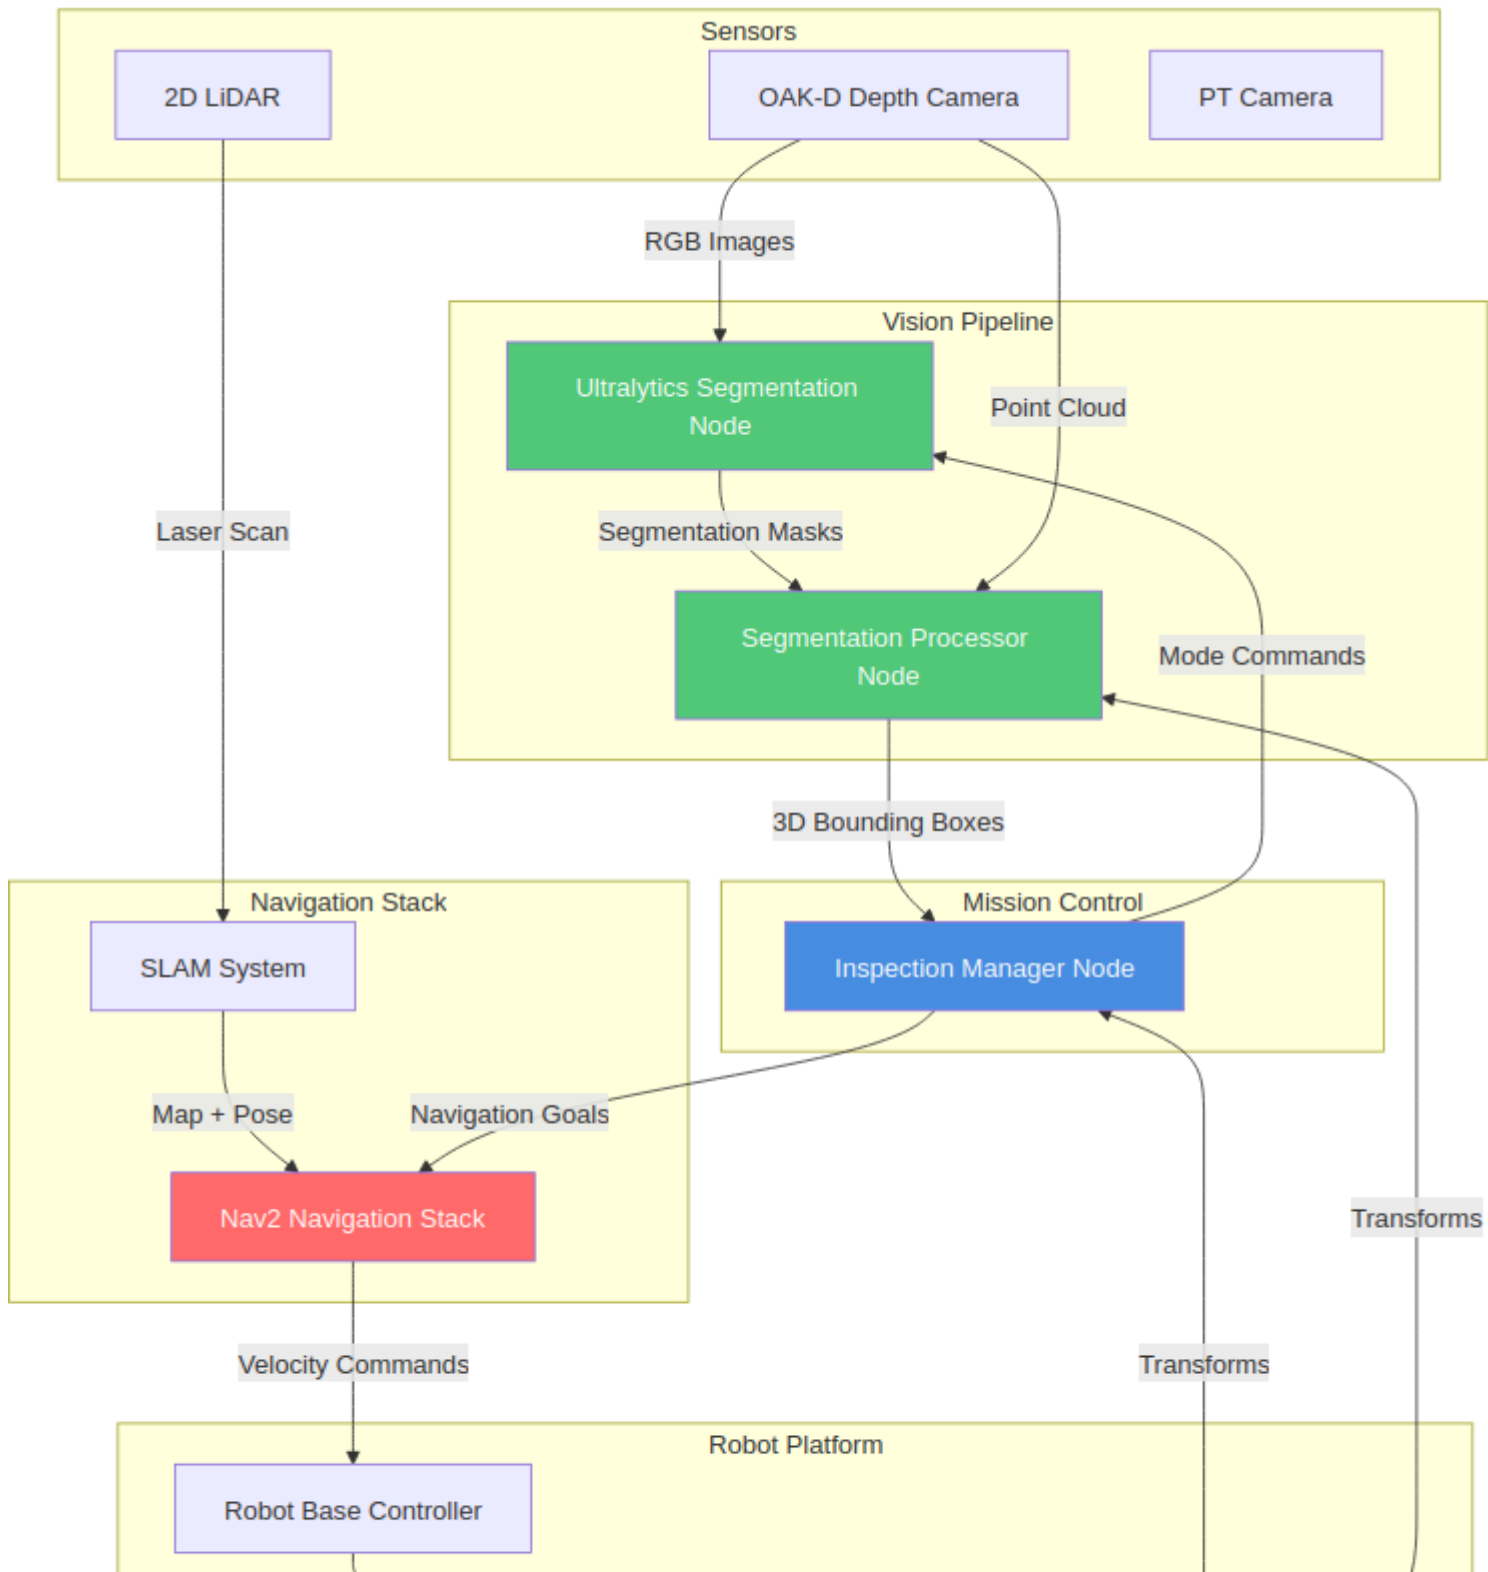 Sensors
2D LiDAR
OAK-D Depth Camera
PT Camera
RGB Images
Vision Pipeline
Ultralytics Segmentation
Node
Point Cloud
Laser Scan
Segmentation Masks
Segmentation Processor
Node
Mode Commands
3D Bounding Boxes
Navigation Stack
Mission Control
SLAM System
Inspection Manager Node
Map + Pose
Navigation Goals
Nav2 Navigation Stack
Transforms
Velocity Commands
Transforms
Robot Platform
Robot Base Controller